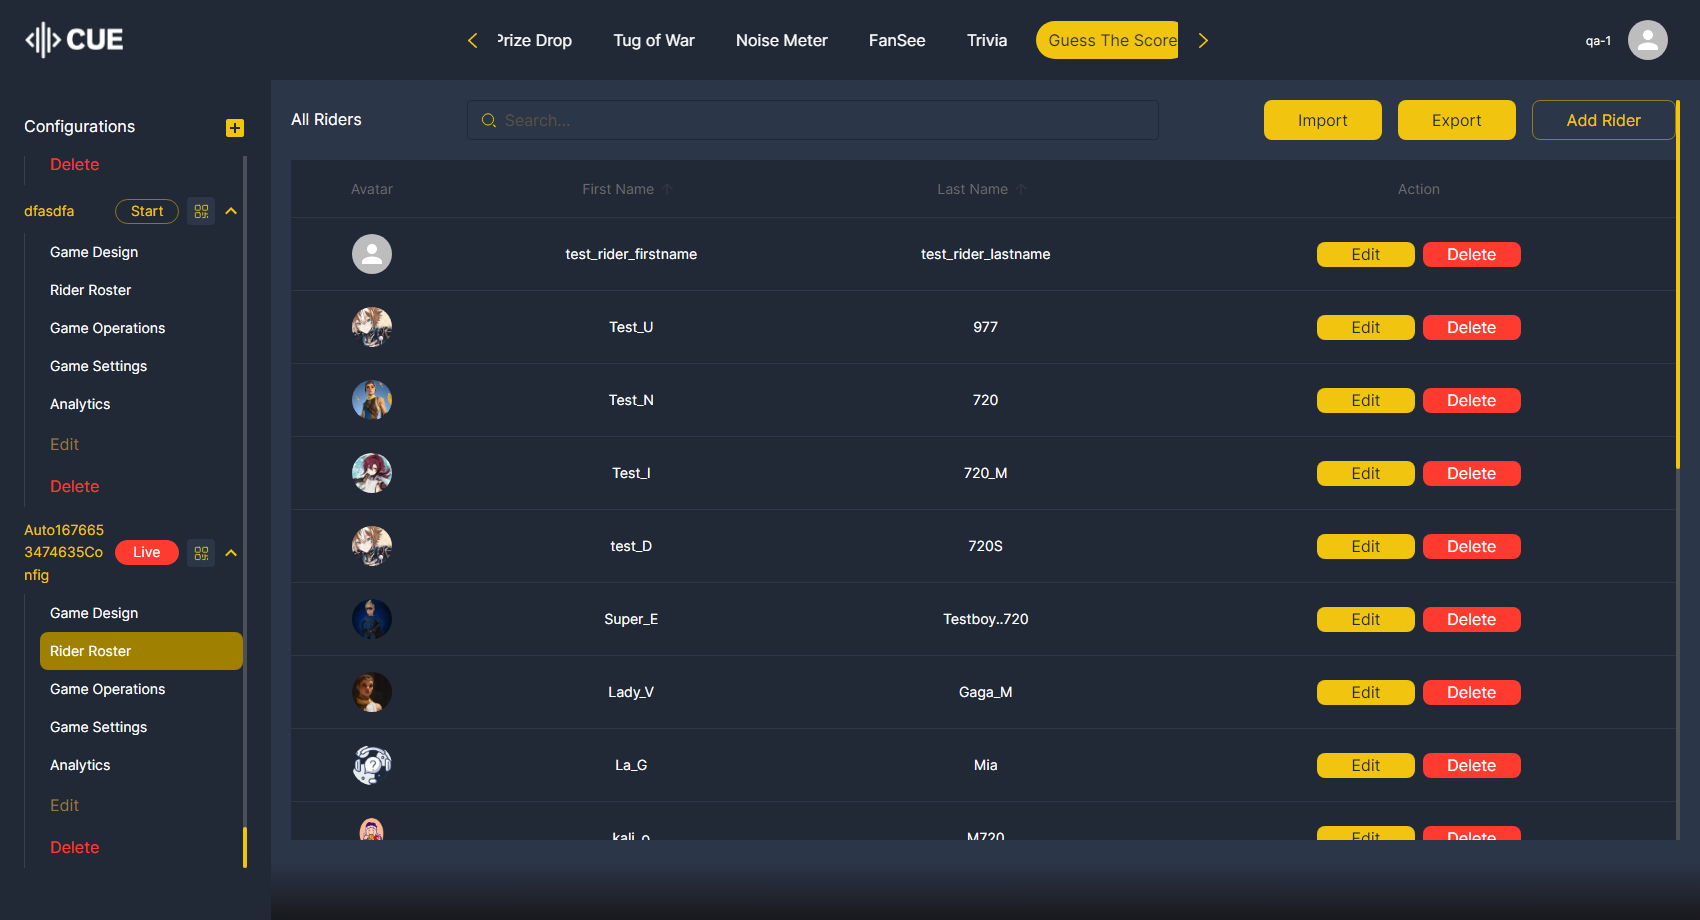 CUE
Prize Drop
Tug of War
Noise Meter
FanSee
Trivia
Guess The Score
qa-1
Configurations
Delete
dfasdfa
Start
Game Design
Rider Roster
Game Operations
Game Settings
Analytics
Edit
Delete
Auto167665
3474635Co
nfig
Live
Game Design
Rider Roster
Game Operations
Game Settings
Analytics
Edit
Delete
All Riders
Search...
Import
Export
Add Rider
Avatar First Name Last Name Action
test_rider_firstname test_rider_lastname Edit Delete
Test_U 977 Edit Delete
Test_N 720 Edit Delete
Test_I 720_M Edit Delete
test_D 720S Edit Delete
Super_E Testboy..720 Edit Delete
Lady_V Gaga_M Edit Delete
La_G Mia Edit Delete
kali_o M720 Edit Delete